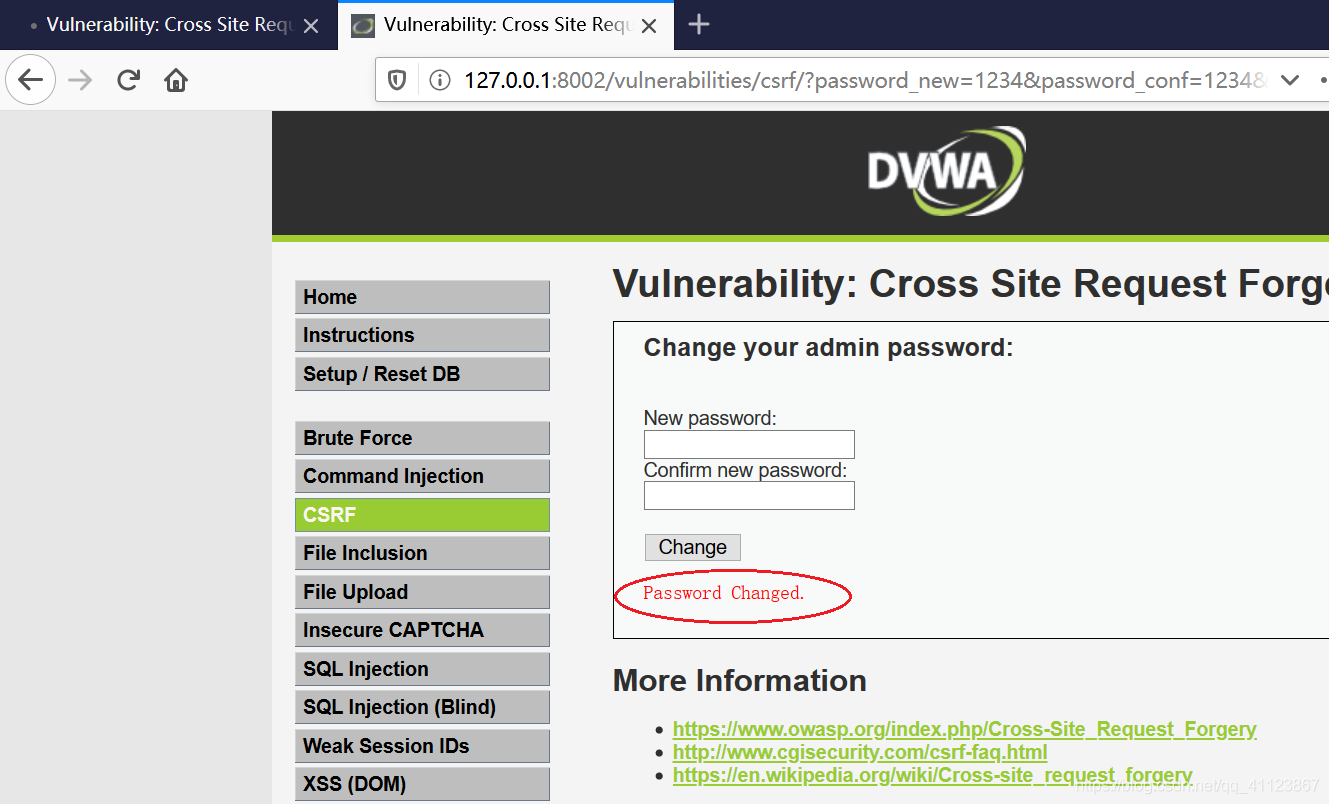 Vulnerability: Cross Site Requ
Vulnerability: Cross Site Requ
127.0.0.1:8002/vulnerabilities/csrf/?password_new=1234&password_conf=1234&
DVWA
Home
Instructions
Setup / Reset DB
Brute Force
Command Injection
CSRF
File Inclusion
File Upload
Insecure CAPTCHA
SQL Injection
SQL Injection (Blind)
Weak Session IDs
XSS (DOM)
Vulnerability: Cross Site Request Forge
Change your admin password:
New password:
Confirm new password:
Change
Password Changed.
More Information
https://www.owasp.org/index.php/Cross-Site_Request_Forgery
http://www.cgisecurity.com/csrf-faq.html
https://en.wikipedia.org/wiki/Cross-site_request_forgery
https://blog.csdn.net/qq_41123867